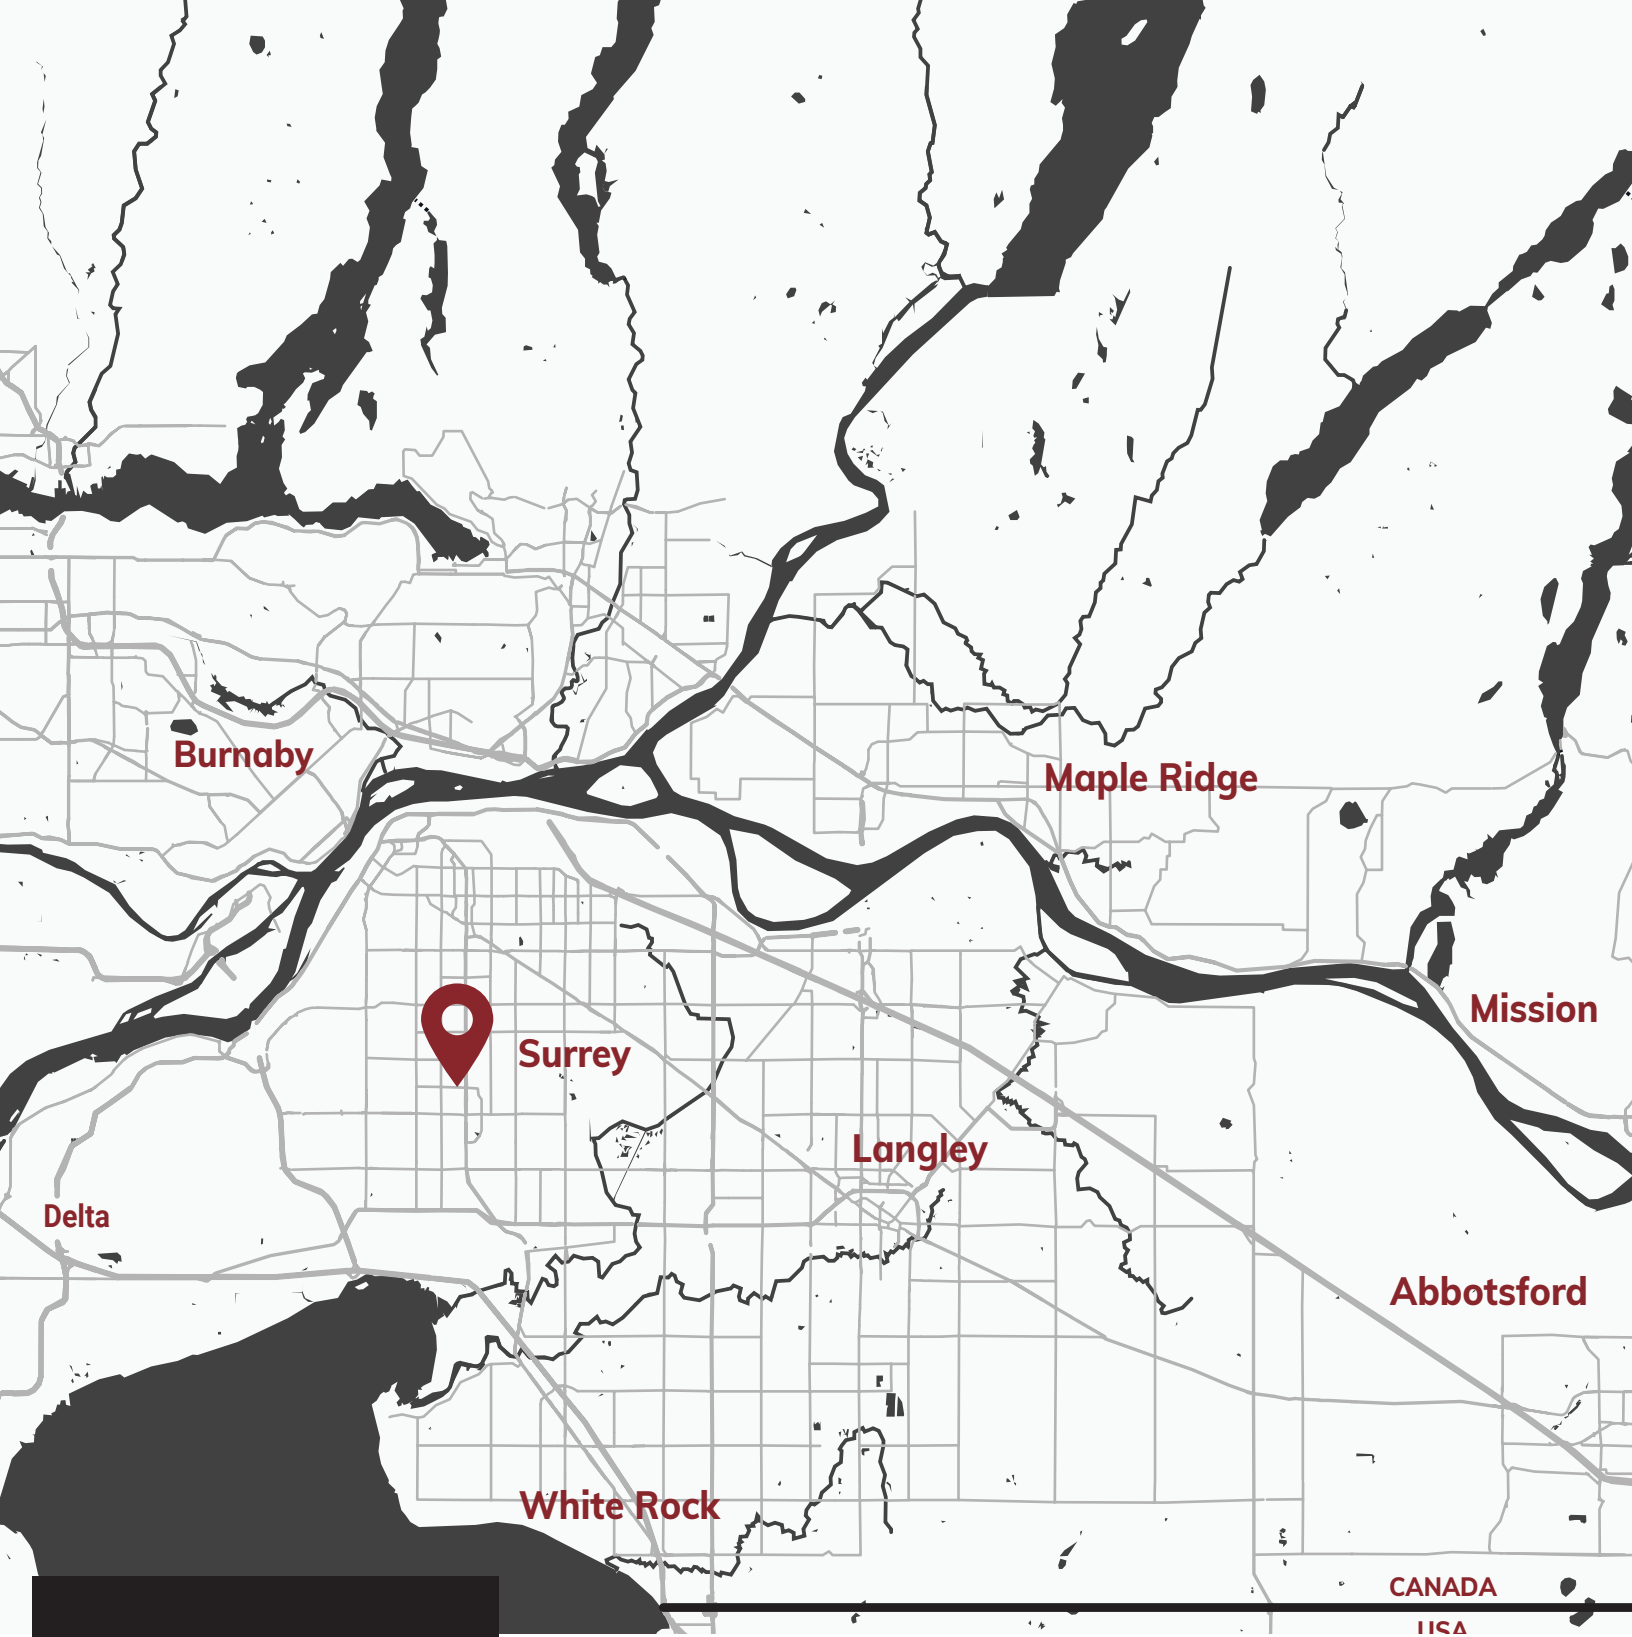 Burnaby
Maple Ridge
Mission
Surrey
Langley
Delta
Abbotsford
White Rock
CANADA
USA